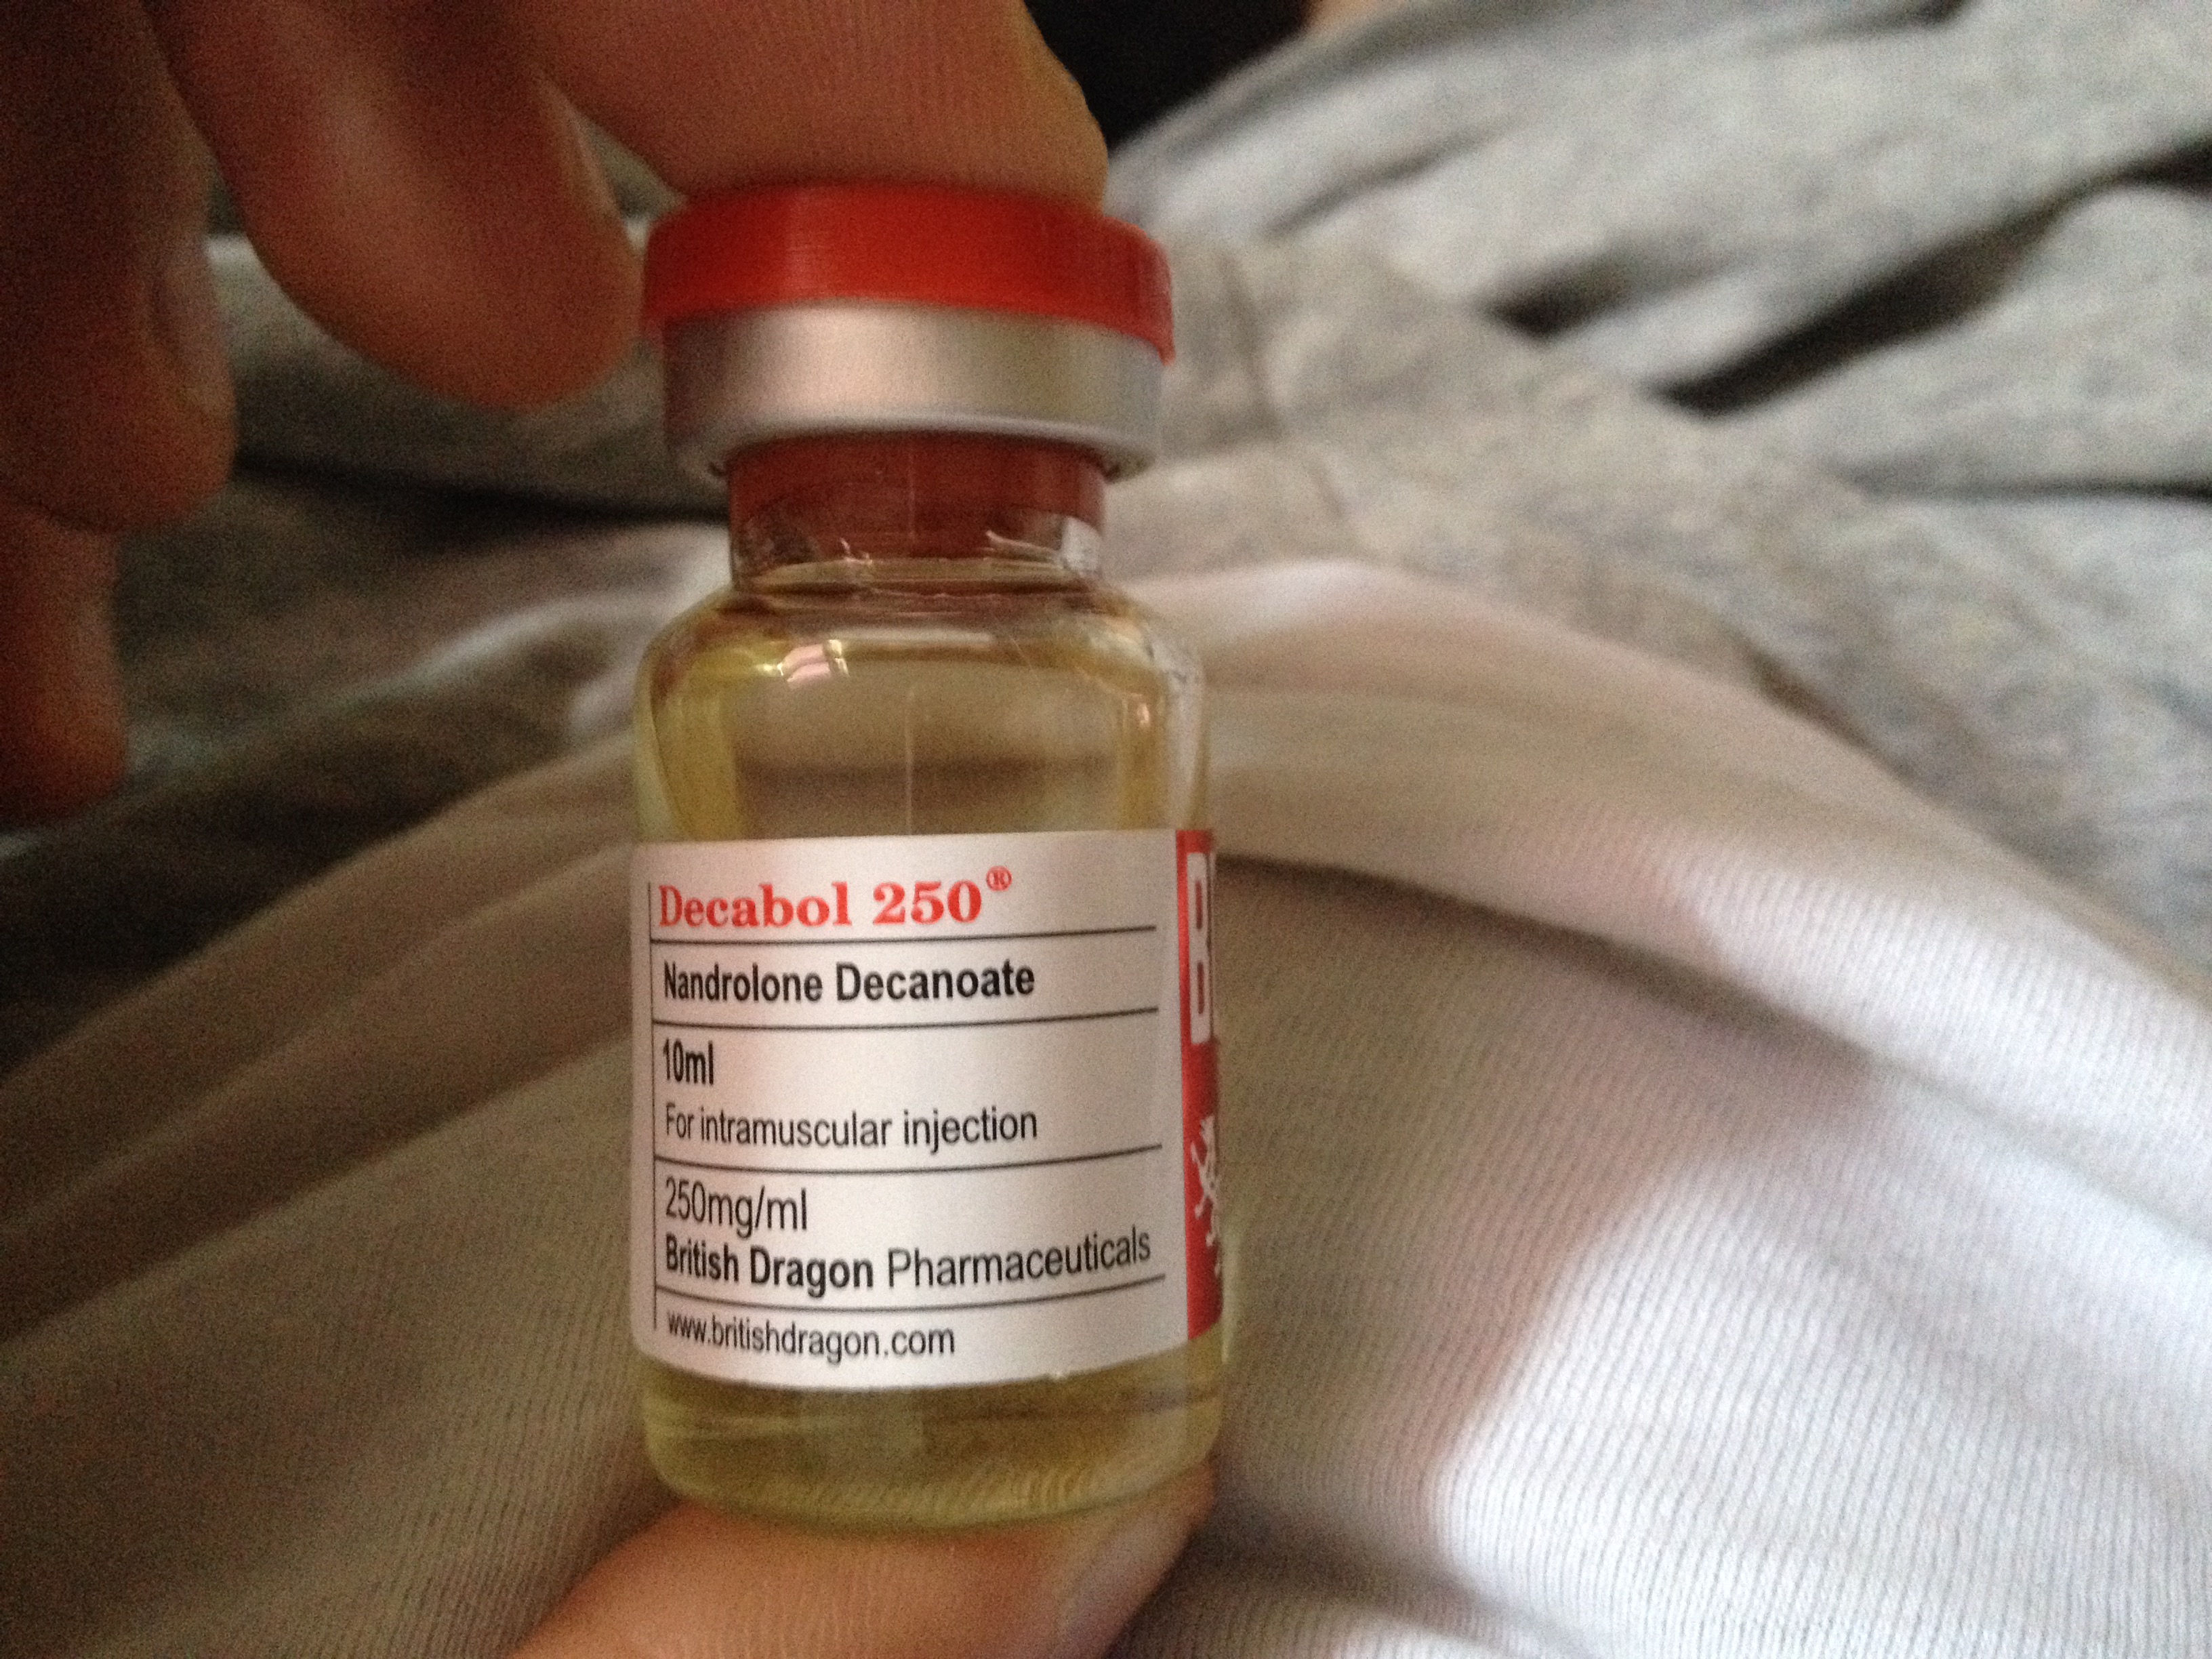 Decabol 250®
Nandrolone Decanoate
10ml
For intramuscular injection
250mg/ml
British Dragon Pharmaceuticals
www.britishdragon.com